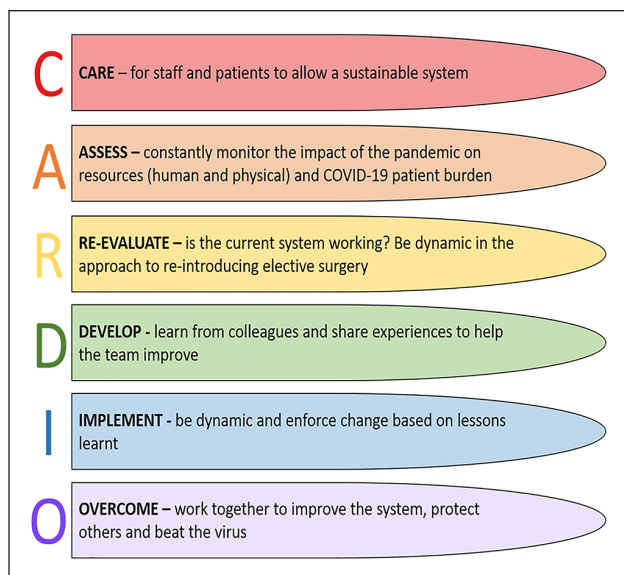 C
CARE – for staff and patients to allow a sustainable system
A
ASSESS – constantly monitor the impact of the pandemic on
resources (human and physical) and COVID-19 patient burden
R
RE-EVALUATE – is the current system working? Be dynamic in the
approach to re-introducing elective surgery
D
DEVELOP - learn from colleagues and share experiences to help
the team improve
I
IMPLEMENT - be dynamic and enforce change based on lessons
learnt
O
OVERCOME – work together to improve the system, protect
others and beat the virus